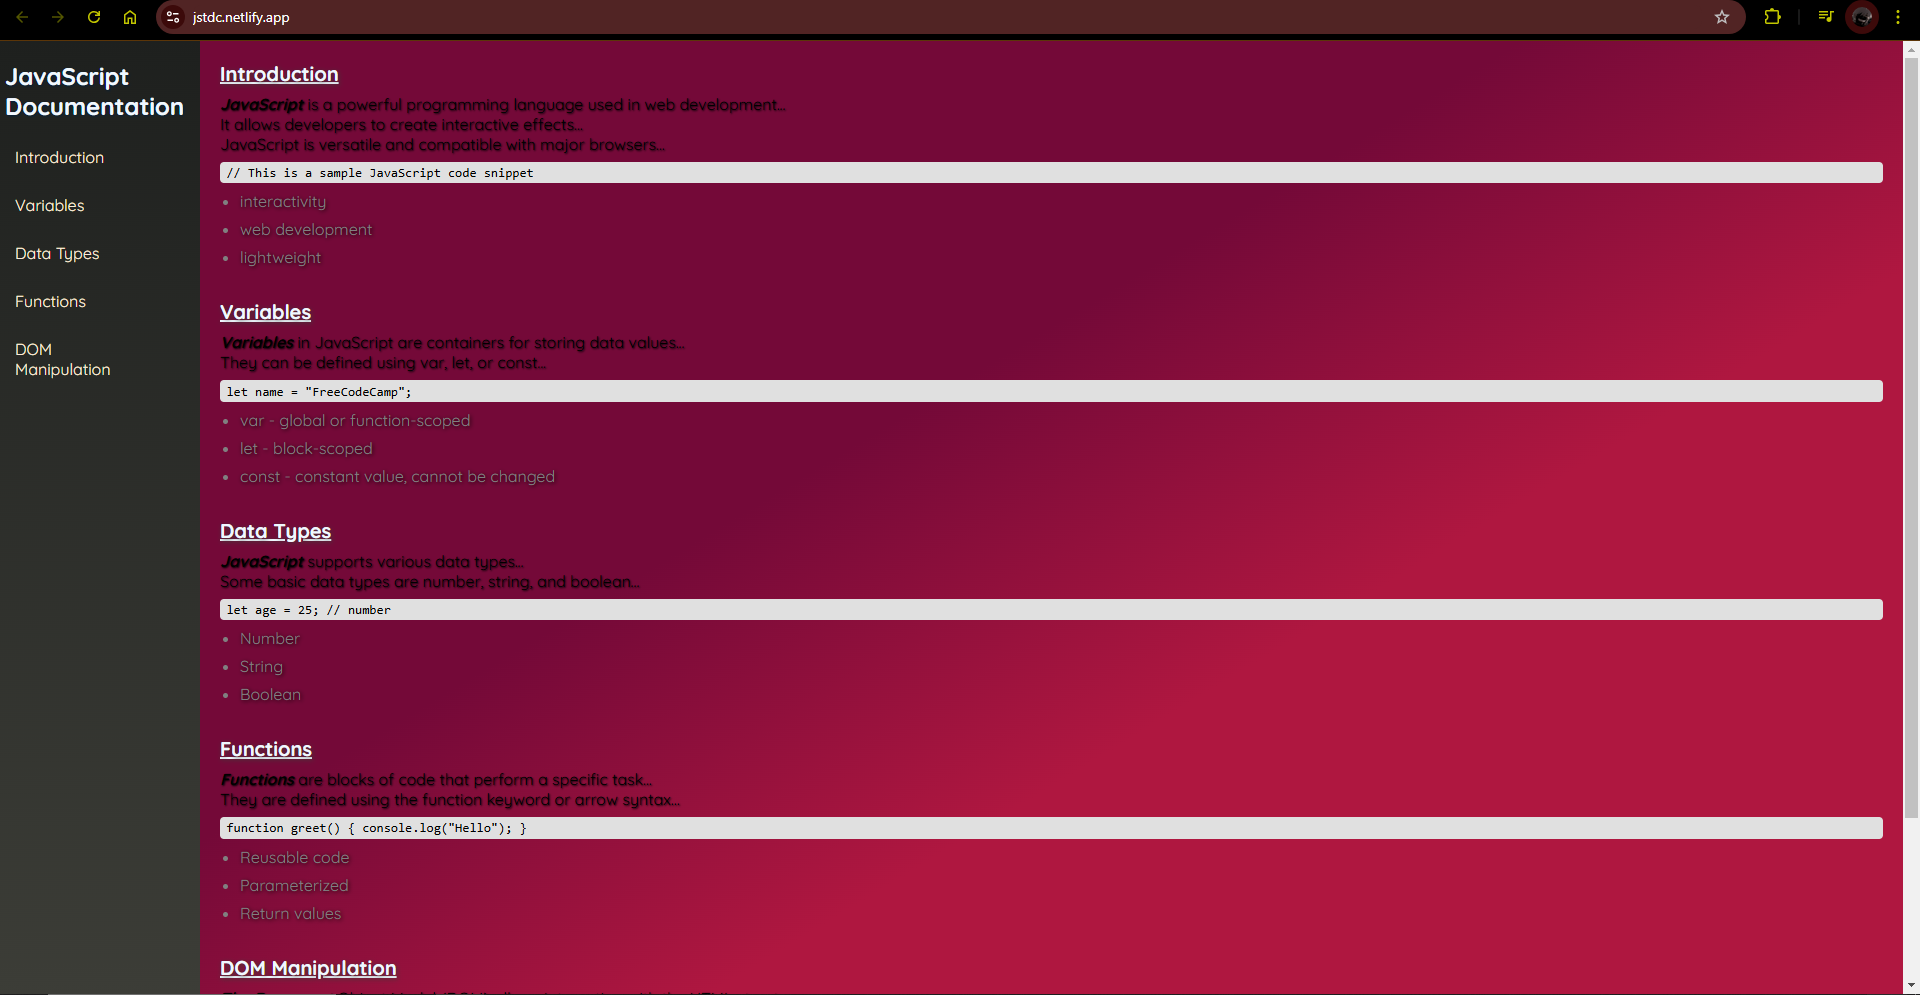 jstdc.netlify.app
JavaScript
Documentation
Introduction
Variables
Data Types
Functions
DOM
Manipulation
Introduction
JavaScript is a powerful programming language used in web development...
It allows developers to create interactive effects...
JavaScript is versatile and compatible with major browsers...
// This is a sample JavaScript code snippet
interactivity
web development
lightweight
Variables
Variables in JavaScript are containers for storing data values...
They can be defined using var, let, or const...
let name = "FreeCodeCamp";
var - global or function-scoped
let - block-scoped
const - constant value, cannot be changed
Data Types
JavaScript supports various data types...
Some basic data types are number, string, and boolean...
let age = 25; // number
Number
String
Boolean
Functions
Functions are blocks of code that perform a specific task...
They are defined using the function keyword or arrow syntax...
function greet() { console.log("Hello"); }
Reusable code
Parameterized
Return values
DOM Manipulation